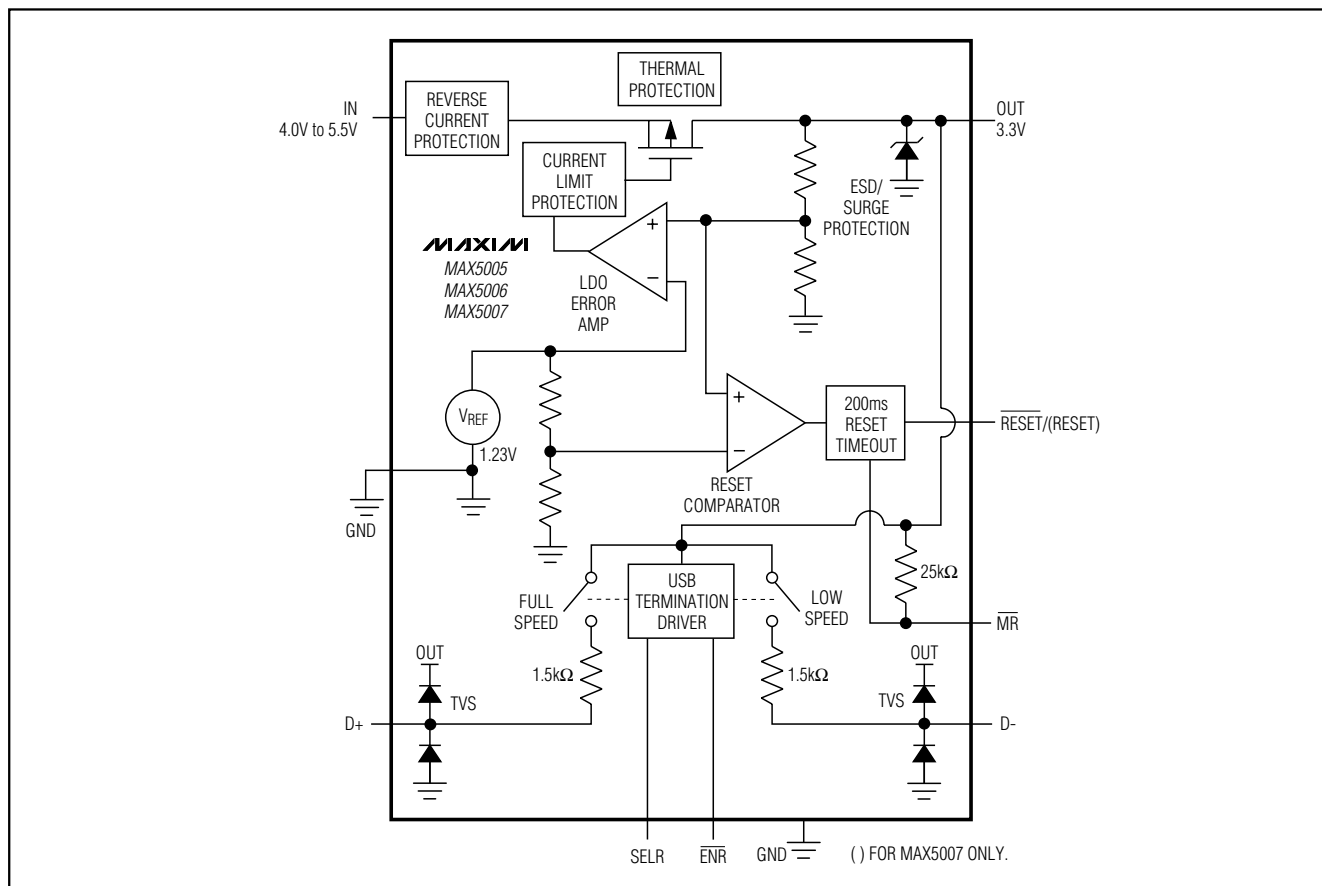 THERMAL
PROTECTION
IN
4.0V to 5.5V
REVERSE
CURRENT
PROTECTION
OUT
3.3V
CURRENT
LIMIT
PROTECTION
ESD/
SURGE
PROTECTION
+
−
LDO
ERROR
AMP
MAXIM
MAX5005
MAX5006
MAX5007
VREF
1.23V
GND
+
−
RESET
COMPARATOR
200ms
RESET
TIMEOUT
RESET/(RESET)
25kΩ
MR
FULL
SPEED
USB
TERMINATION
DRIVER
LOW
SPEED
1.5kΩ
1.5kΩ
OUT
TVS
D+
OUT
TVS
D-
SELR
ENR
GND
( ) FOR MAX5007 ONLY.